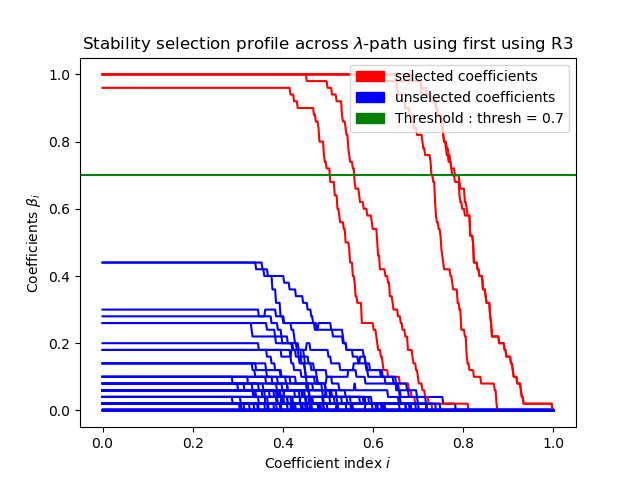 Stability selection profile across λ-path using first using R3
selected coefficients
unselected coefficients
Threshold : thresh = 0.7
Coefficients βᵢ
1.0
0.8
0.6
0.4
0.2
0.0
0.0 0.2 0.4 0.6 0.8 1.0
Coefficient index i